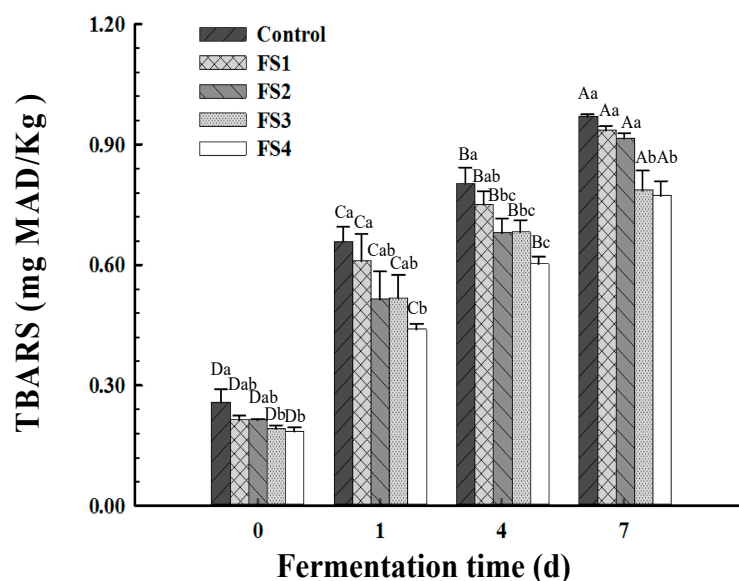 TBARS (mg MAD/Kg )
1.20
0.90
0.60
0.30
0.00
Control
FS1
FS2
FS3
FS4
Da
Dab
Dab
Db
Db
Ca
Ca
Cab
Cab
Cb
Ba
Bab
Bbc
Bbc
Bc
Aa
Aa
Aa
Ab
Ab
0 1 4 7
Fermentation time (d)